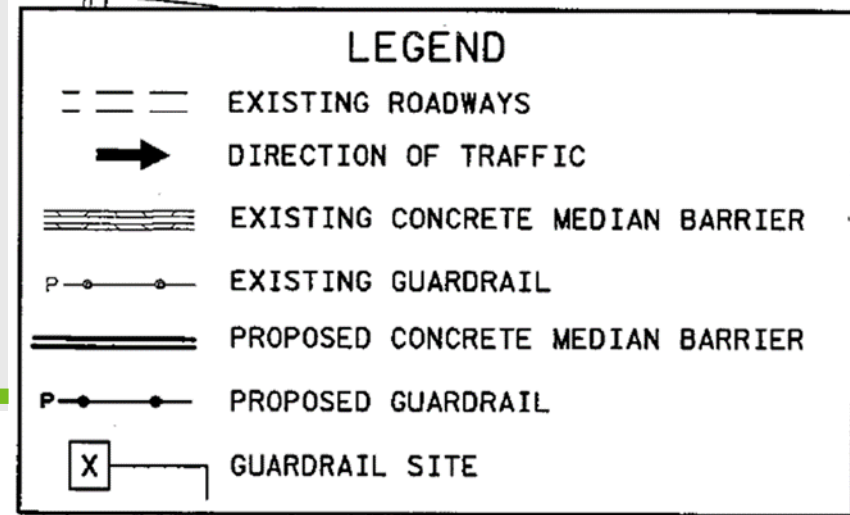 LEGEND
EXISTING ROADWAYS
DIRECTION OF TRAFFIC
EXISTING CONCRETE MEDIAN BARRIER
P EXISTING GUARDRAIL
PROPOSED CONCRETE MEDIAN BARRIER
P PROPOSED GUARDRAIL
X GUARDRAIL SITE